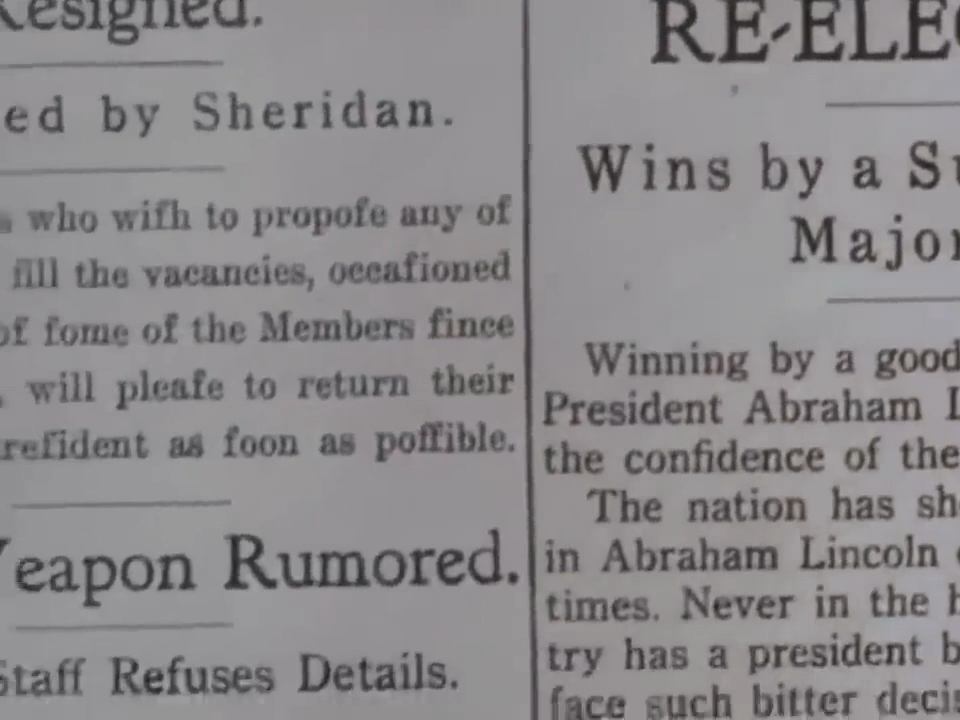 Resigned.
ed by Sheridan.
who wifh to propofe any of
fill the vacancies, occafioned
of fome of the Members fince
, will pleafe to return their
refident as foon as poffible.
eapon Rumored.
Staff Refuses Details.
RE-ELEC
Wins by a Su
Major
Winning by a good
President Abraham L
the confidence of the
The nation has sh
in Abraham Lincoln
times. Never in the h
try has a president b
face such bitter decis